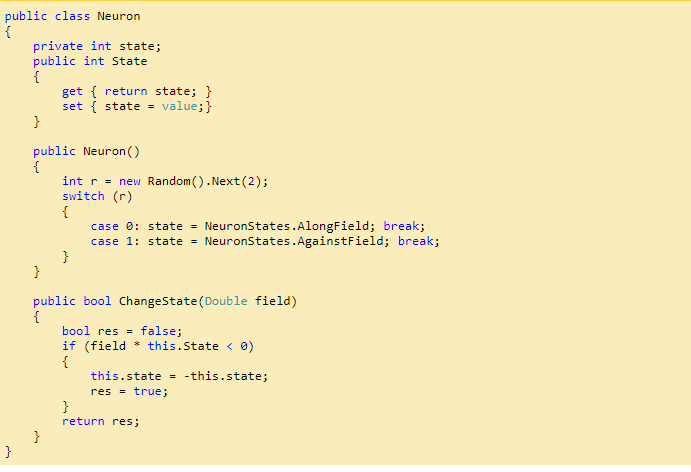 public class Neuron
{
    private int state;
    public int State
    {
        get { return state; }
        set { state = value;}
    }

    public Neuron()
    {
        int r = new Random().Next(2);
        switch (r)
        {
            case 0: state = NeuronStates.AlongField; break;
            case 1: state = NeuronStates.AgainstField; break;
        }
    }

    public bool ChangeState(Double field)
    {
        bool res = false;
        if (field * this.State < 0)
        {
            this.state = -this.state;
            res = true;
        }
        return res;
    }
}